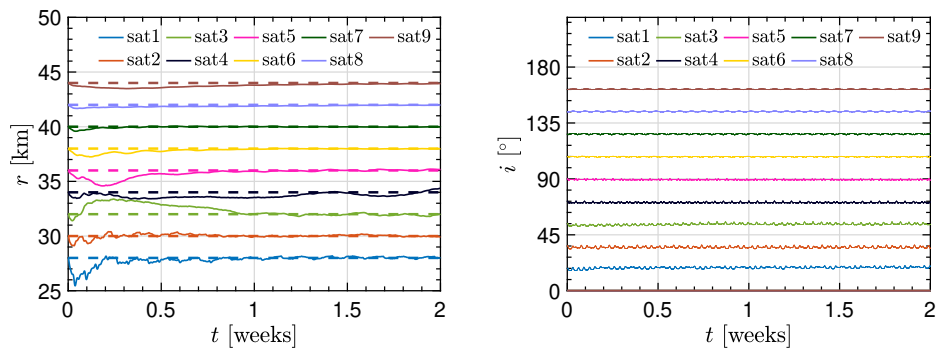 50
45
40
35
30
25
r [km]
sat1 sat3 sat5 sat7 sat9
sat2 sat4 sat6 sat8
0 0.5 1 1.5 2
t [weeks]
180
135
90
45
0
i [°]
sat1 sat3 sat5 sat7 sat9
sat2 sat4 sat6 sat8
0 0.5 1 1.5 2
t [weeks]